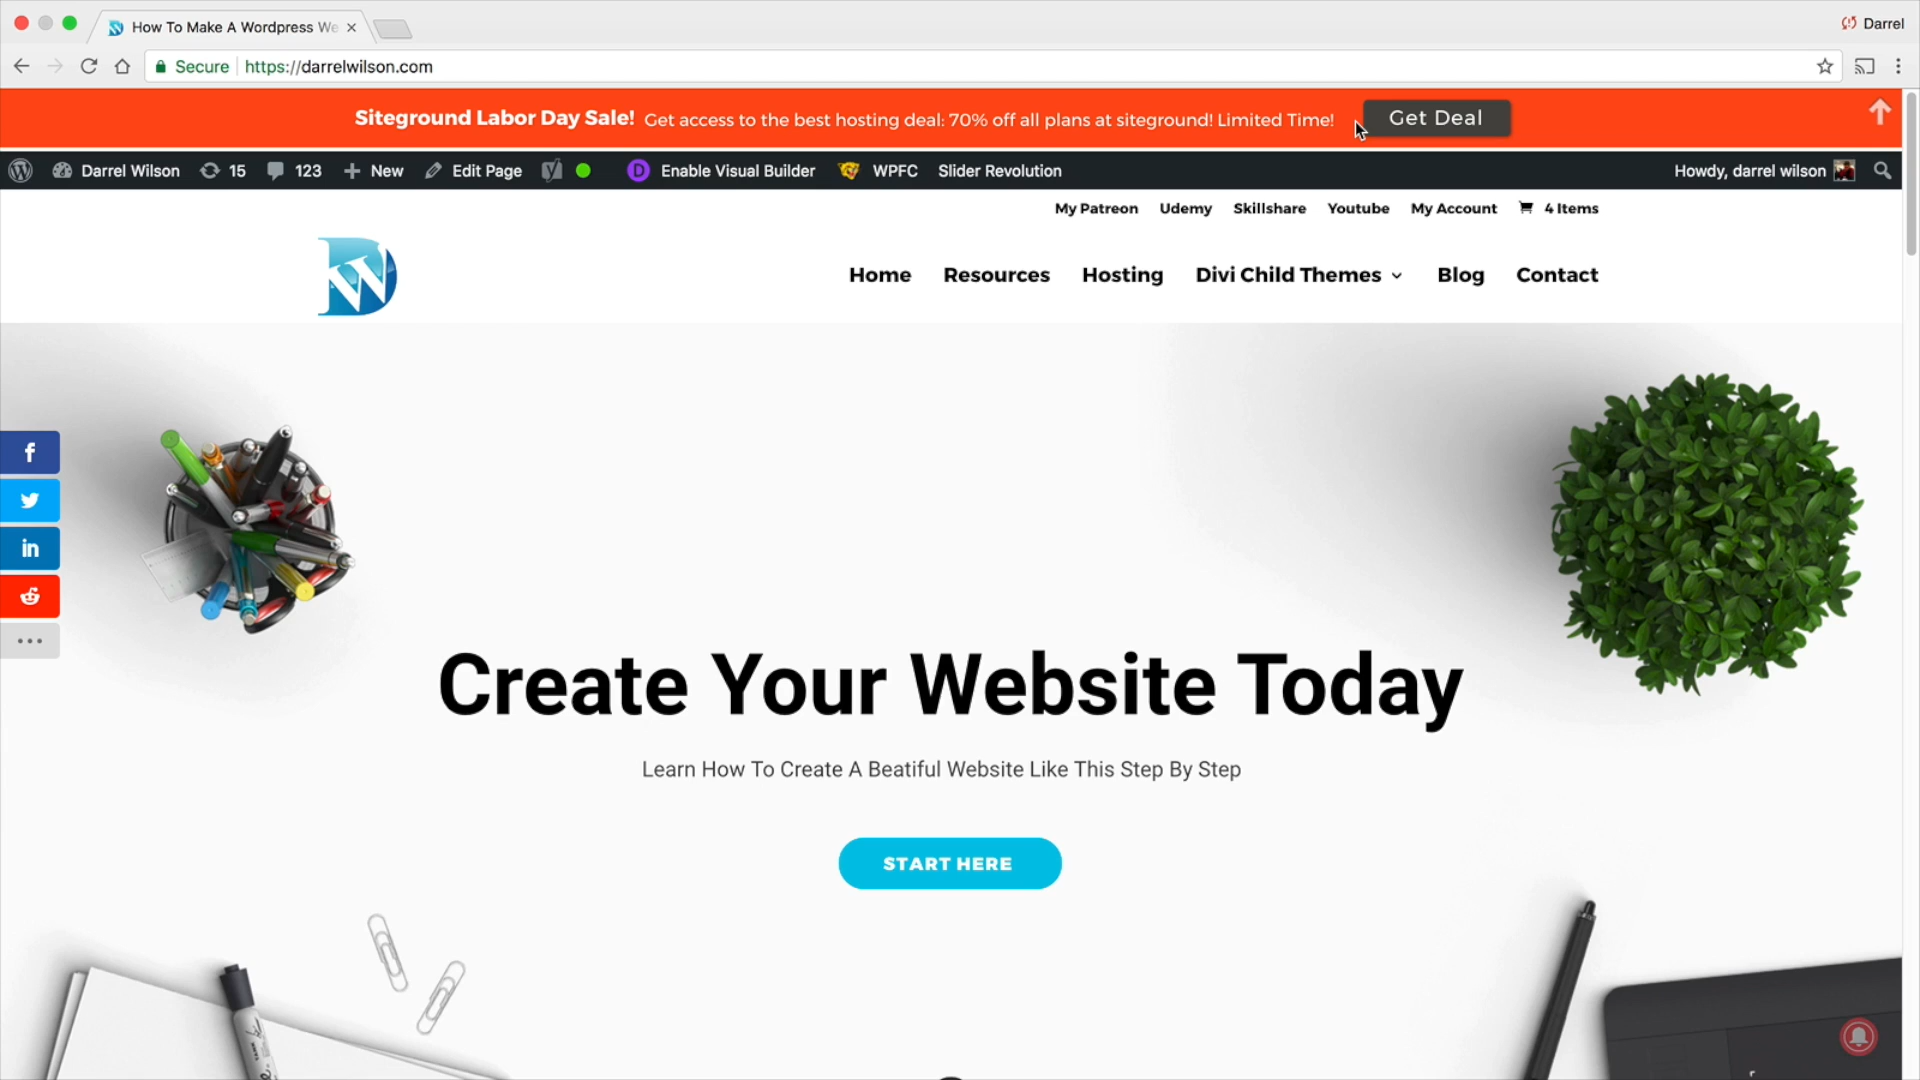 How To Make A Wordpress We
Darrel
Secure https://darrelwilson.com
Siteground Labor Day Sale! Get access to the best hosting deal: 70% off all plans at siteground! Limited Time! Get Deal
Darrel Wilson 15 123 New Edit Page Enable Visual Builder WPFC Slider Revolution Howdy, darrel wilson
My Patreon Udemy Skillshare Youtube My Account 4 Items
Home Resources Hosting Divi Child Themes Blog Contact
Create Your Website Today
Learn How To Create A Beatiful Website Like This Step By Step
START HERE